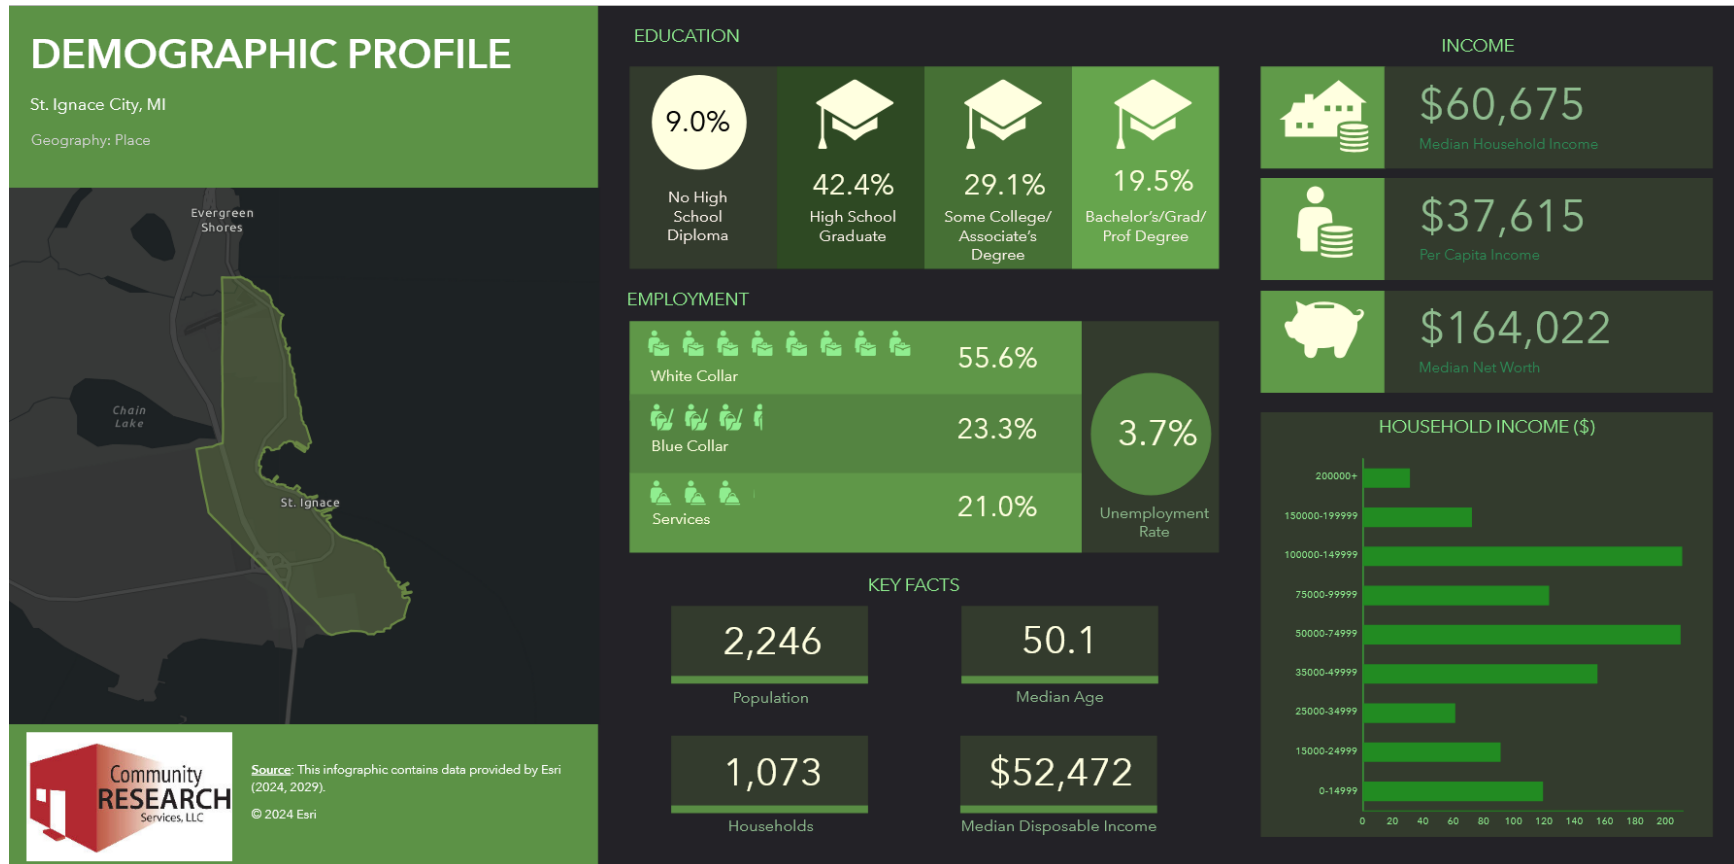 DEMOGRAPHIC PROFILE
St. Ignace City, MI
Geography: Place
Evergreen
Shores
Chain
Lake
St. Ignace
Community
RESEARCH
Services, LLC
Source: This infographic contains data provided by Esri
(2024, 2029).
© 2024 Esri
EDUCATION
9.0%
No High
School
Diploma
42.4%
High School
Graduate
29.1%
Some College/
Associate's
Degree
19.5%
Bachelor's/Grad/
Prof Degree
EMPLOYMENT
White Collar
55.6%
Blue Collar
23.3%
Services
21.0%
3.7%
Unemployment
Rate
KEY FACTS
2,246
Population
50.1
Median Age
1,073
Households
$52,472
Median Disposable Income
INCOME
$60,675
Median Household Income
$37,615
Per Capita Income
$164,022
Median Net Worth
HOUSEHOLD INCOME ($)
200000+
150000-199999
100000-149999
75000-99999
50000-74999
35000-49999
25000-34999
15000-24999
0-14999
0 20 40 60 80 100 120 140 160 180 200